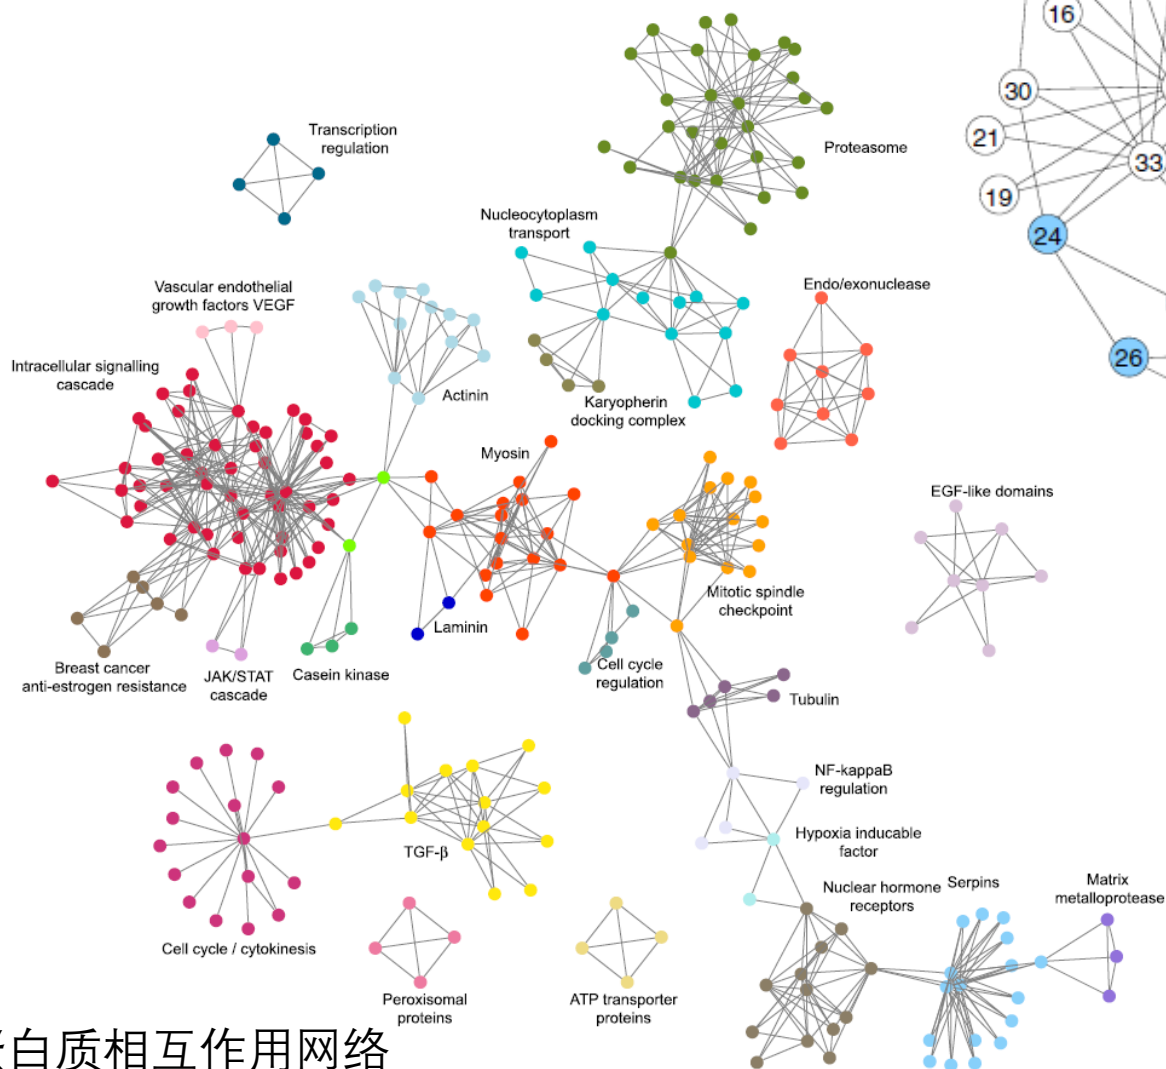 16
30
21
33
19
24
26
Transcription
regulation
Proteasome
Nucleocytoplasm
transport
Vascular endothelial
growth factors VEGF
Endo/exonuclease
Intracellular signalling
cascade
Actinin
Karyopherin
docking complex
Myosin
EGF-like domains
Mitotic spindle
checkpoint
Laminin
Breast cancer
anti-estrogen resistance
JAK/STAT
cascade
Casein kinase
Cell cycle
regulation
Tubulin
NF-kappaB
regulation
TGF-β
Hypoxia inducable
factor
Nuclear hormone
receptors
Serpins
Matrix
metalloprotease
Cell cycle / cytokinesis
Peroxisomal
proteins
ATP transporter
proteins
白质相互作用网络